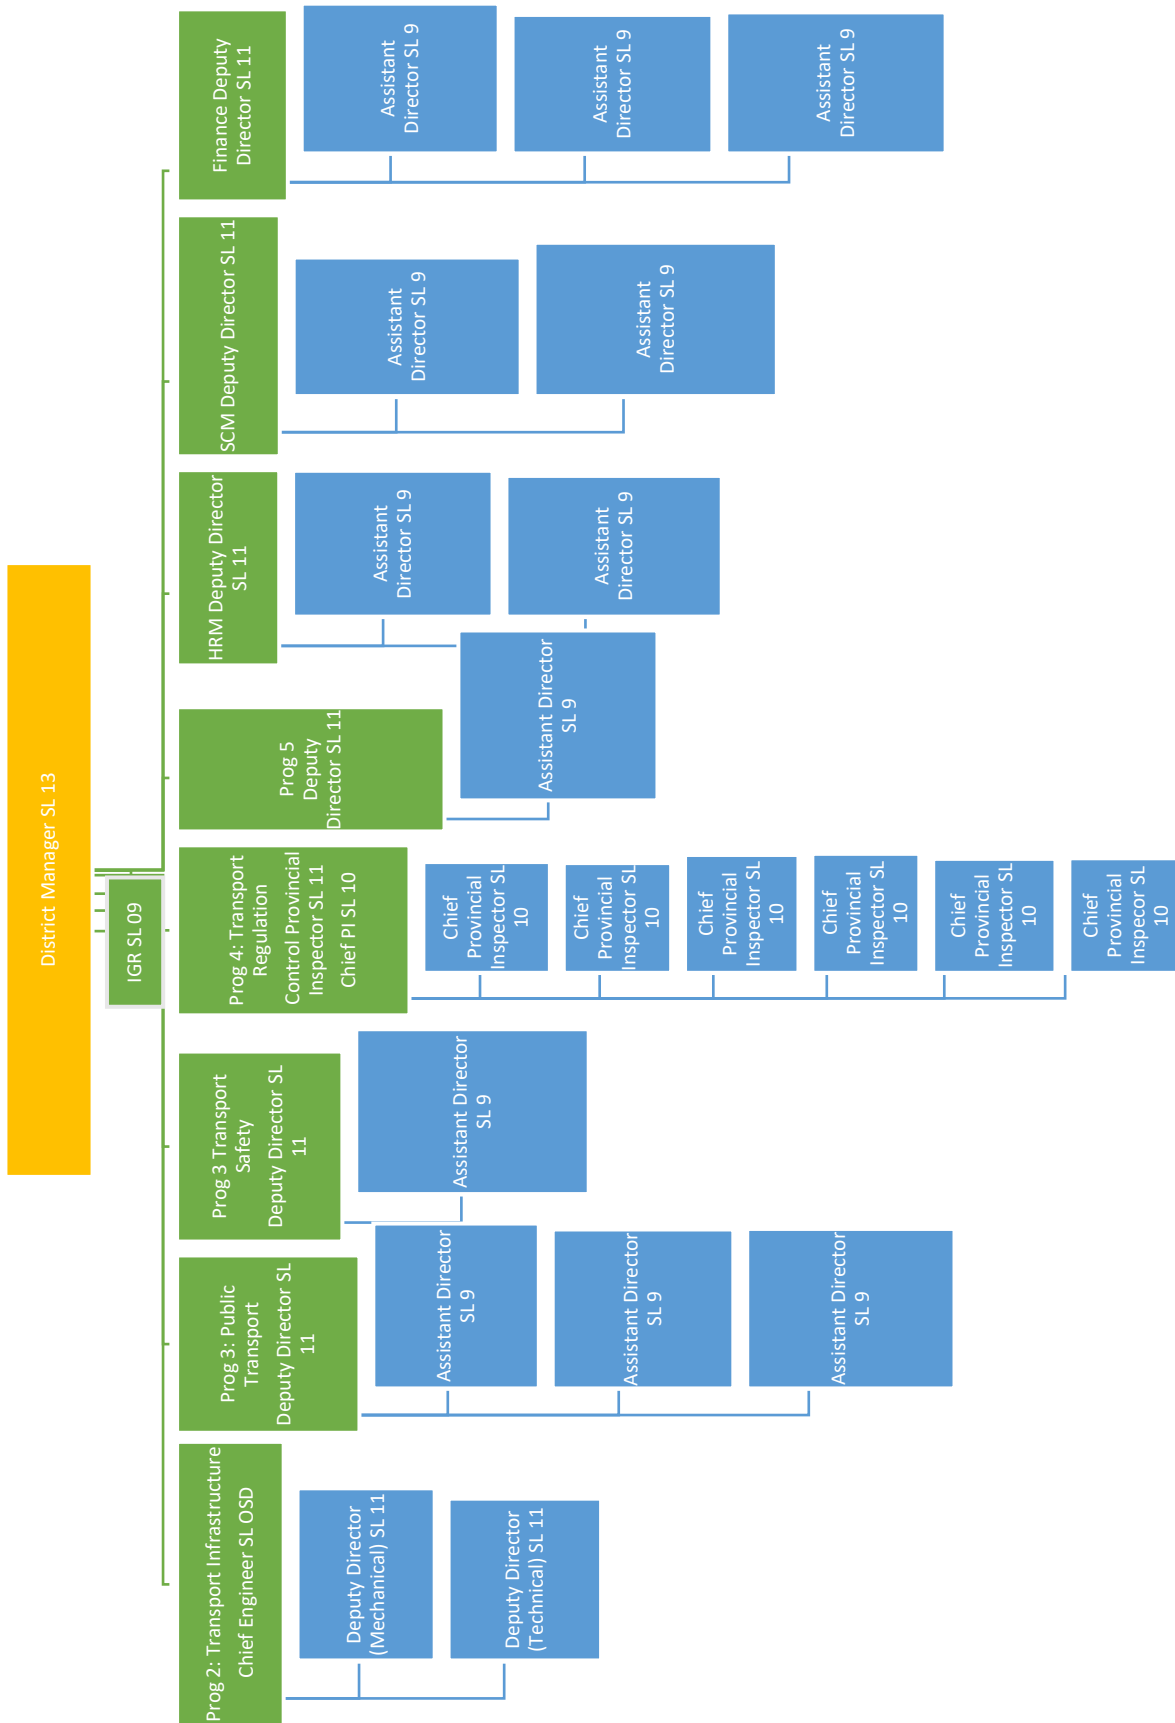 District Manager SL 13
IGR SL 09
Prog 2: Transport Infrastructure
Chief Engineer SL OSD
Deputy Director
(Mechanical) SL 11
Deputy Director
(Technical) SL 11
Prog 3: Public
Transport
Deputy Director SL
11
Assistant Director
SL 9
Assistant Director
SL 9
Assistant Director
SL 9
Prog 3 Transport
Safety
Deputy Director SL
11
Assistant Director
SL 9
Prog 4: Transport
Regulation
Control Provincial
Inspector SL 11
Chief PI SL 10
Chief
Provincial
Inspector SL
10
Chief
Provincial
Inspector SL
10
Chief
Provincial
Inspector SL
10
Chief
Provincial
Inspector SL
10
Chief
Provincial
Inspector SL
10
Chief
Provincial
Inspecor SL
10
Prog 5
Deputy
Director SL 11
Assistant Director
SL 9
HRM Deputy Director
SL 11
Assistant
Director SL 9
Assistant
Director SL 9
SCM Deputy Director SL 11
Assistant
Director SL 9
Assistant
Director SL 9
Finance Deputy
Director SL 11
Assistant
Director SL 9
Assistant
Director SL 9
Assistant
Director SL 9